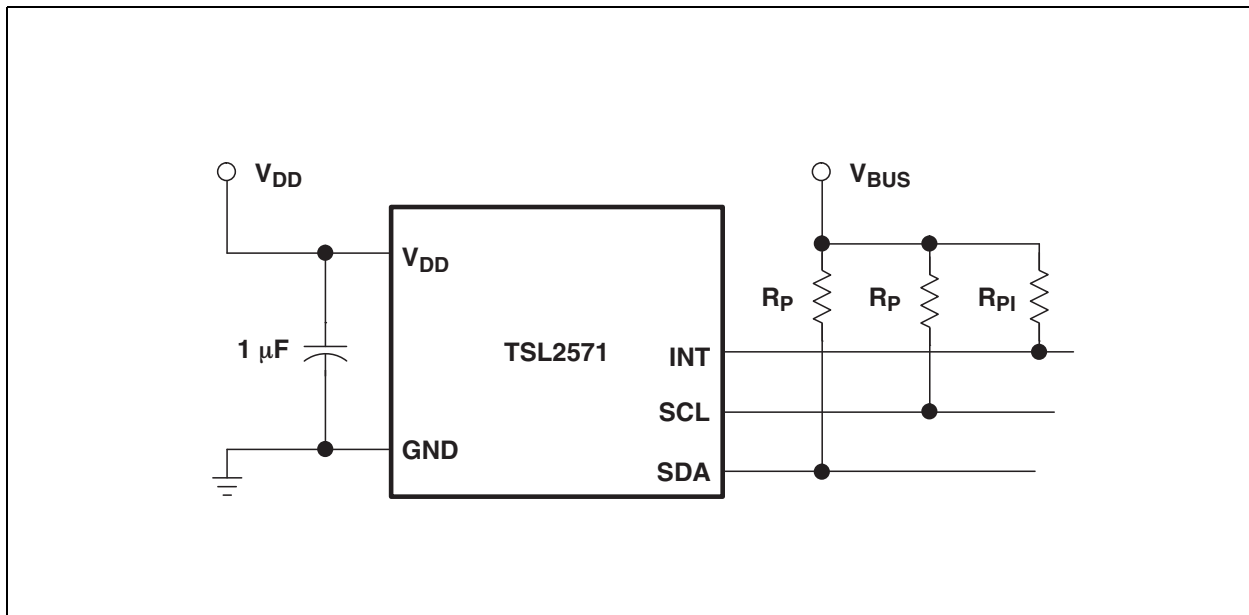 V_DD
V_BUS
V_DD
R_P
R_P
R_PI
1 μF
TSL2571
INT
SCL
GND
SDA